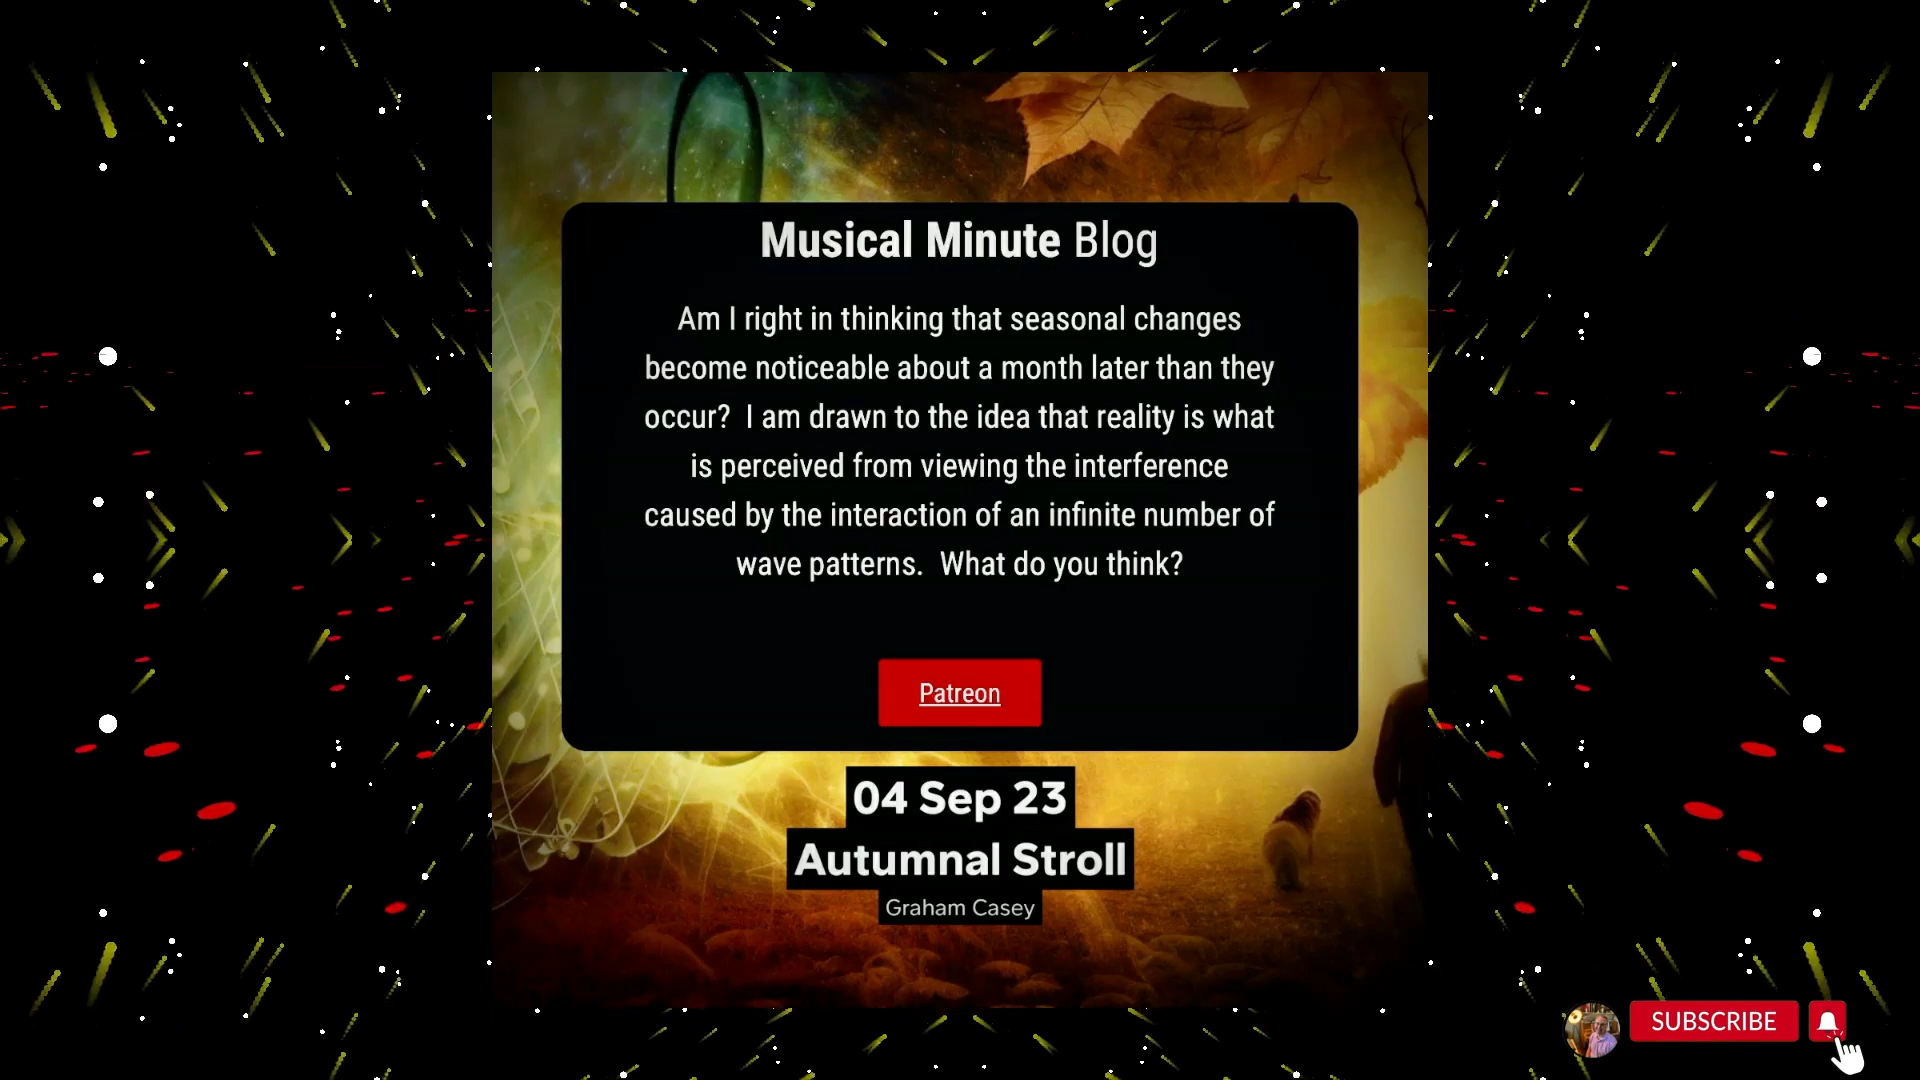 Musical Minute Blog
Am I right in thinking that seasonal changes
become noticeable about a month later than they
occur?  I am drawn to the idea that reality is what
is perceived from viewing the interference
caused by the interaction of an infinite number of
wave patterns.  What do you think?
Patreon
04 Sep 23
Autumnal Stroll
Graham Casey
SUBSCRIBE